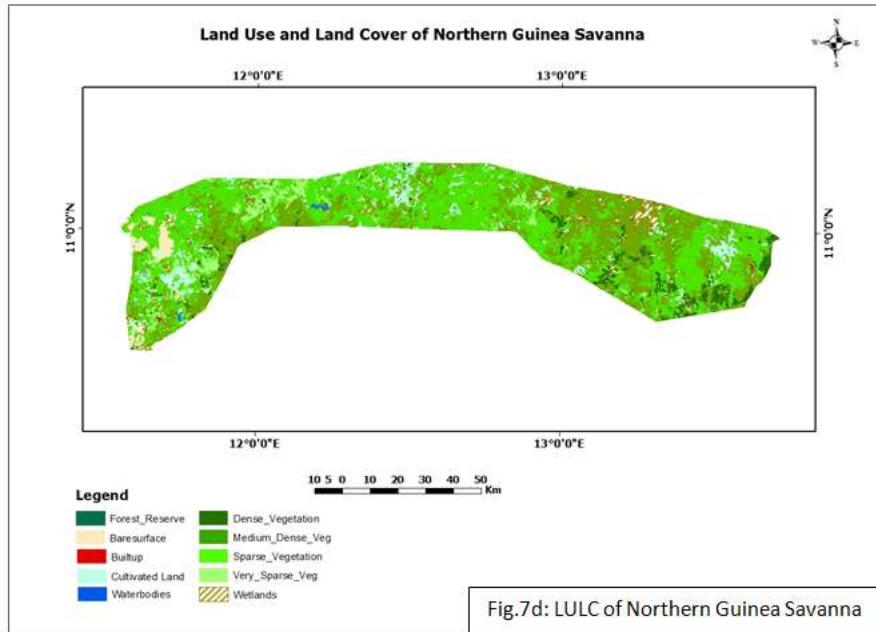 Land Use and Land Cover of Northern Guinea Savanna
N
W E
S
12°0'0"E 13°0'0"E
11°0'0"N 11°0'0"N
12°0'0"E 13°0'0"E
10 5 0 10 20 30 40 50
Km
Legend
Forest_Reserve
Baresurface
Builtup
Cultivated Land
Waterbodies
Dense_Vegetation
Medium_Dense_Veg
Sparse_Vegetation
Very_Sparse_Veg
Wetlands
Fig.7d: LULC of Northern Guinea Savanna